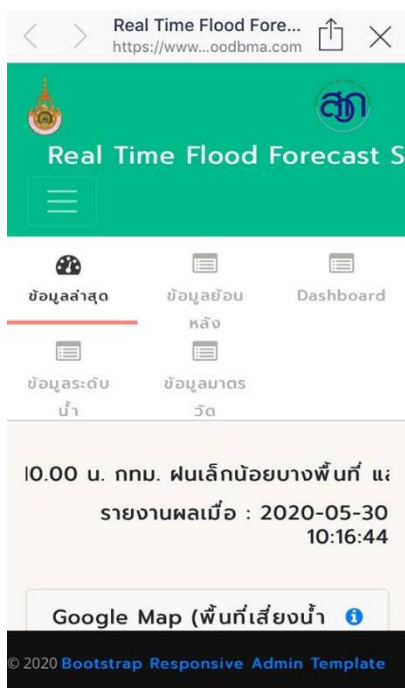 Real Time Flood Fore...
https://www...oodbma.com
สวก
Real Time Flood Forecast S
ข้อมูลล่าสุด
ข้อมูลย้อน
หลัง
Dashboard
ข้อมูลระดับ
น้ำ
ข้อมูลมาตร
วัด
0.00 น. กทม. ฝนเล็กน้อยบางพื้นที่ แล
รายงานผลเมื่อ : 2020-05-30
10:16:44
Google Map (พื้นที่เสี่ยงน้ำ
© 2020 Bootstrap Responsive Admin Template